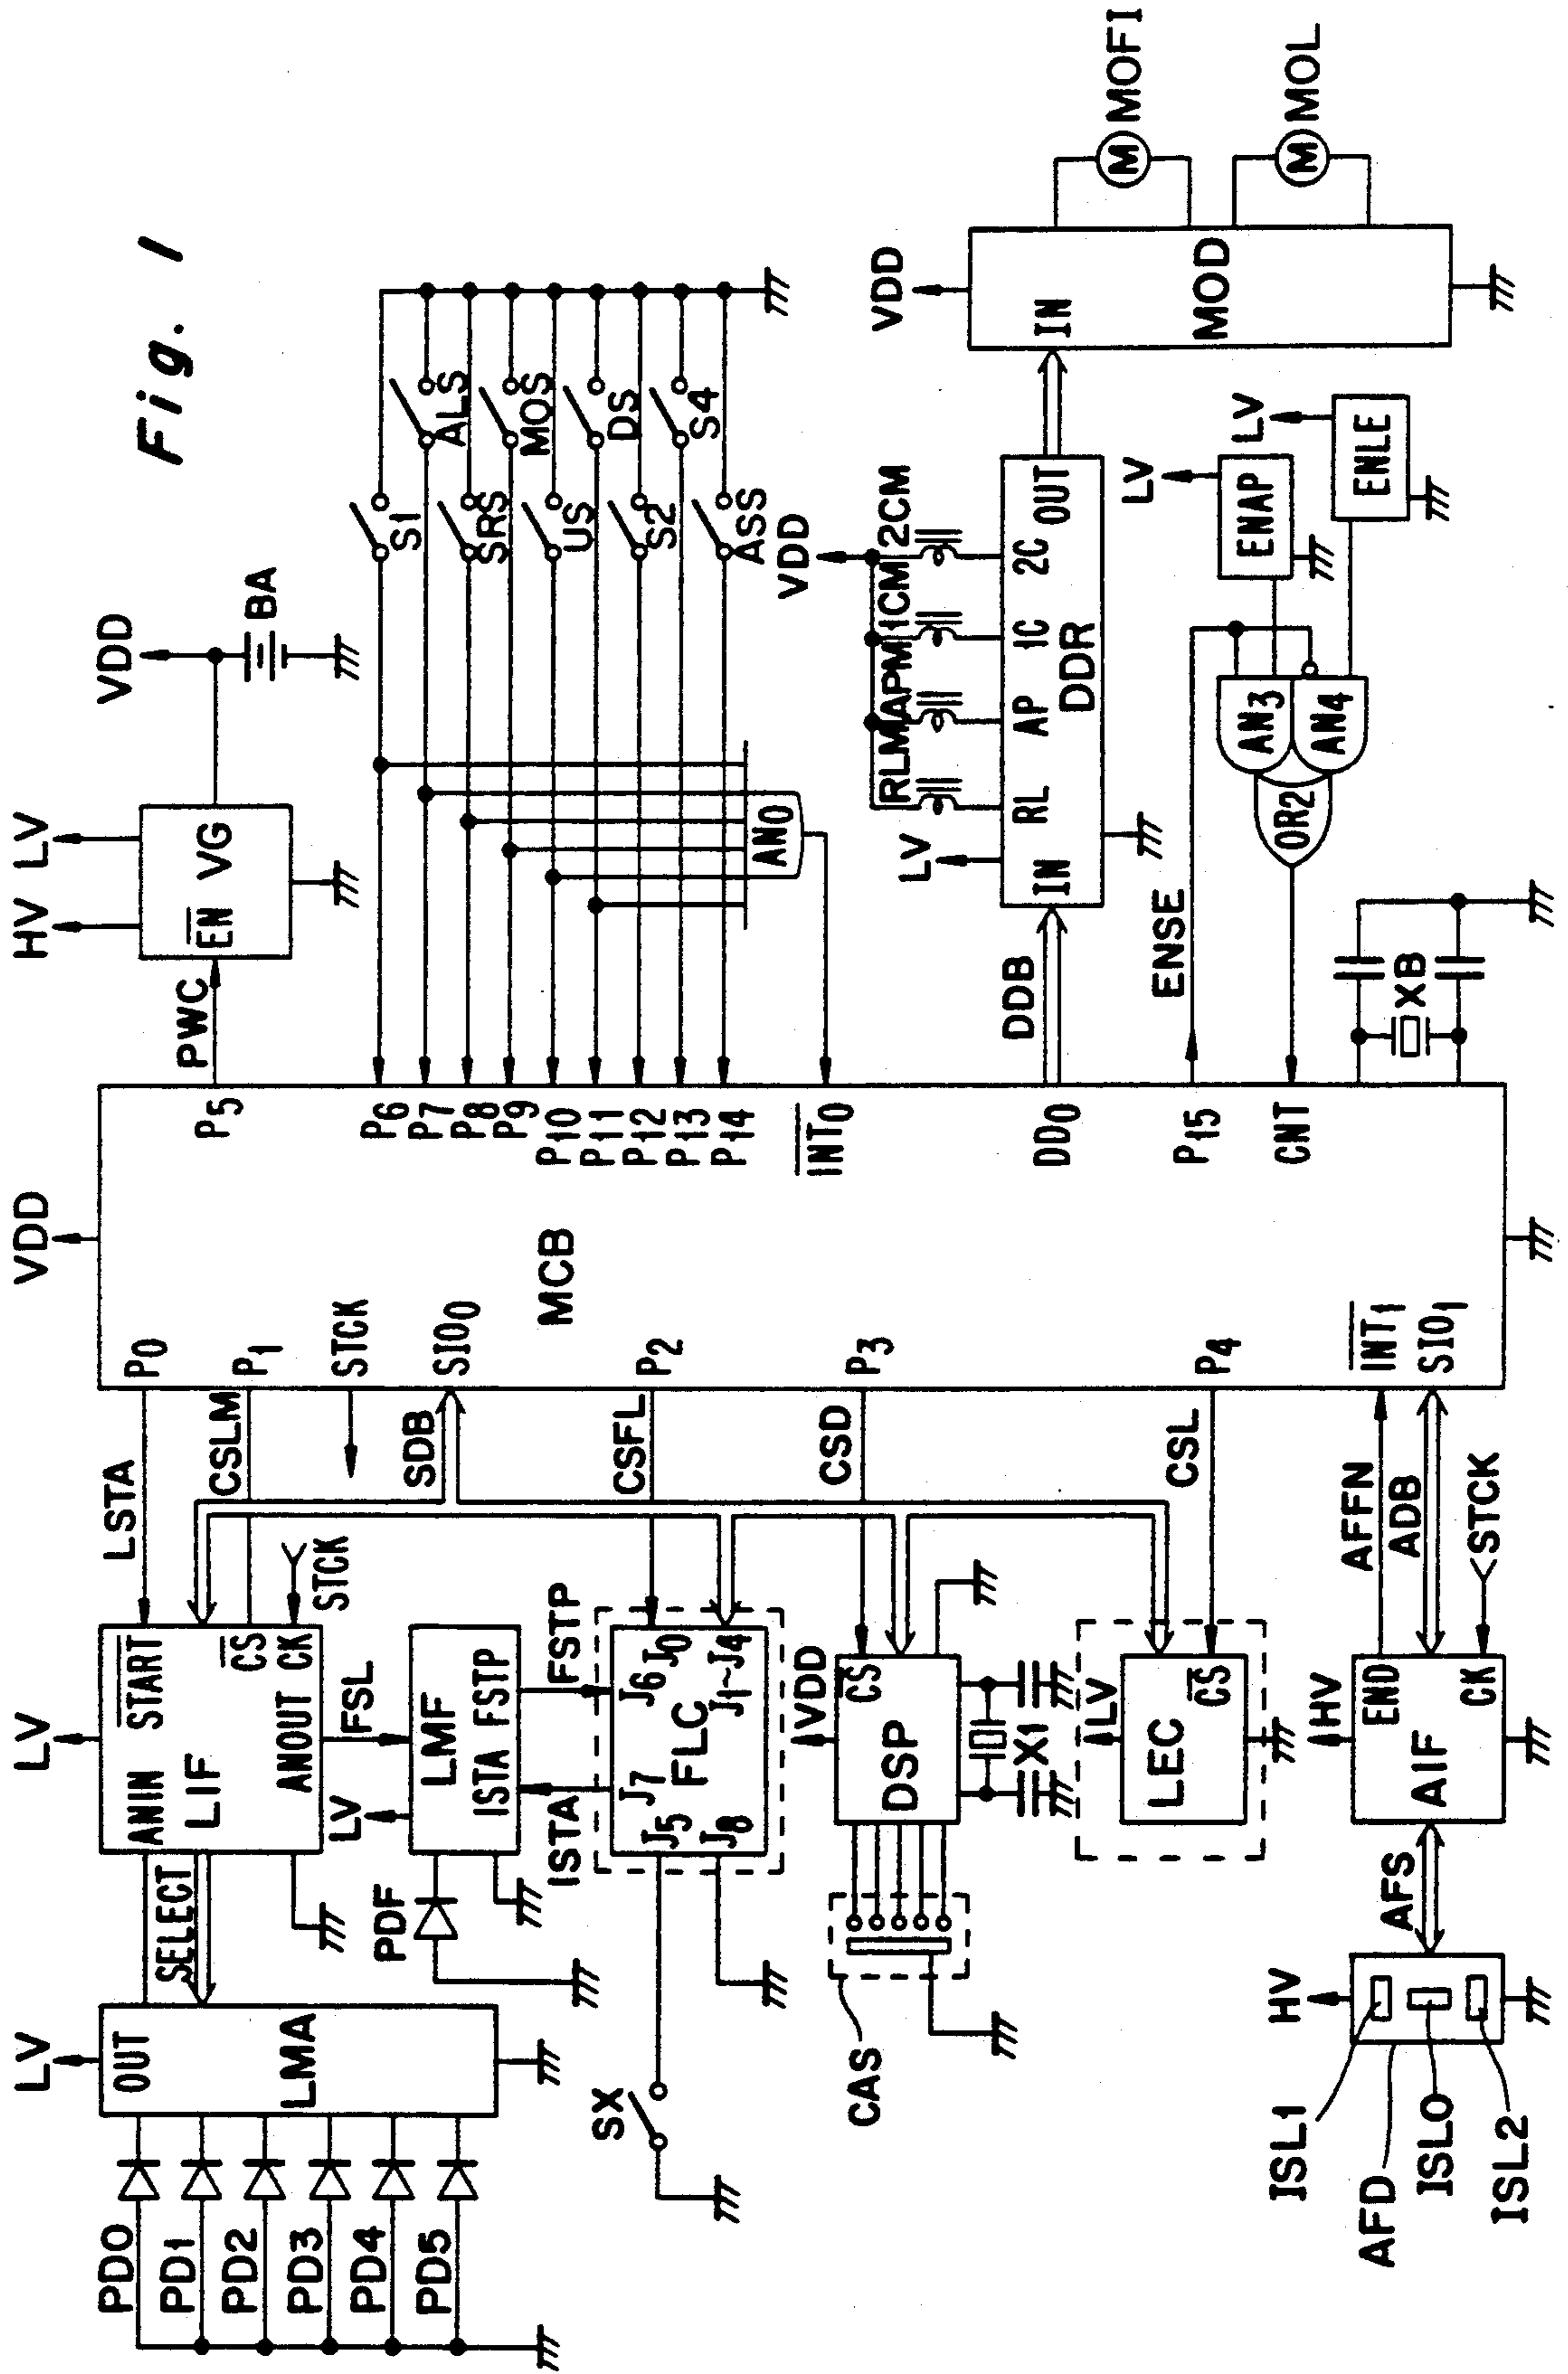 Fig. 1
LV
OUT
LMA
PD0
PD1
PD2
PD3
PD4
PD5
SELECT
LV
ANIN
START
LIF
CS
ANOUT
CK
STCK
FSL
LSTA
CSLM
SDB
LV
LMF
ISTA
FSTP
PDF
ISTA
FSTP
J5
J7
J6
J0
FLC
J8
J1~J4
CSFL
SX
VDD
CS
DSP
X1
CAS
CSD
LV
LEC
CS
CSL
HV
END
AIF
CK
STCK
AFFN
ADB
AFS
HV
ISL1
AFD
ISL0
ISL2
VDD
MCB
P0
P1
STCK
SIO0
P2
P3
P4
INT1
SIO1
P5
P6
P7
P8
P9
P10
P11
P12
P13
P14
INT0
DD0
P15
CNT
PWC
HV
LV
EN
VG
VDD
BA
S1
ALS
SRS
MOS
US
DS
S2
S4
ASS
AN0
DDB
LV
VDD
RLM
APM
1CM
2CM
IN
RL
AP
1C
2C
OUT
DDR
VDD
IN
MOD
M
MOFI
M
MOL
ENSE
OR2
AN3
AN4
LV
ENAP
LV
ENLE
XB